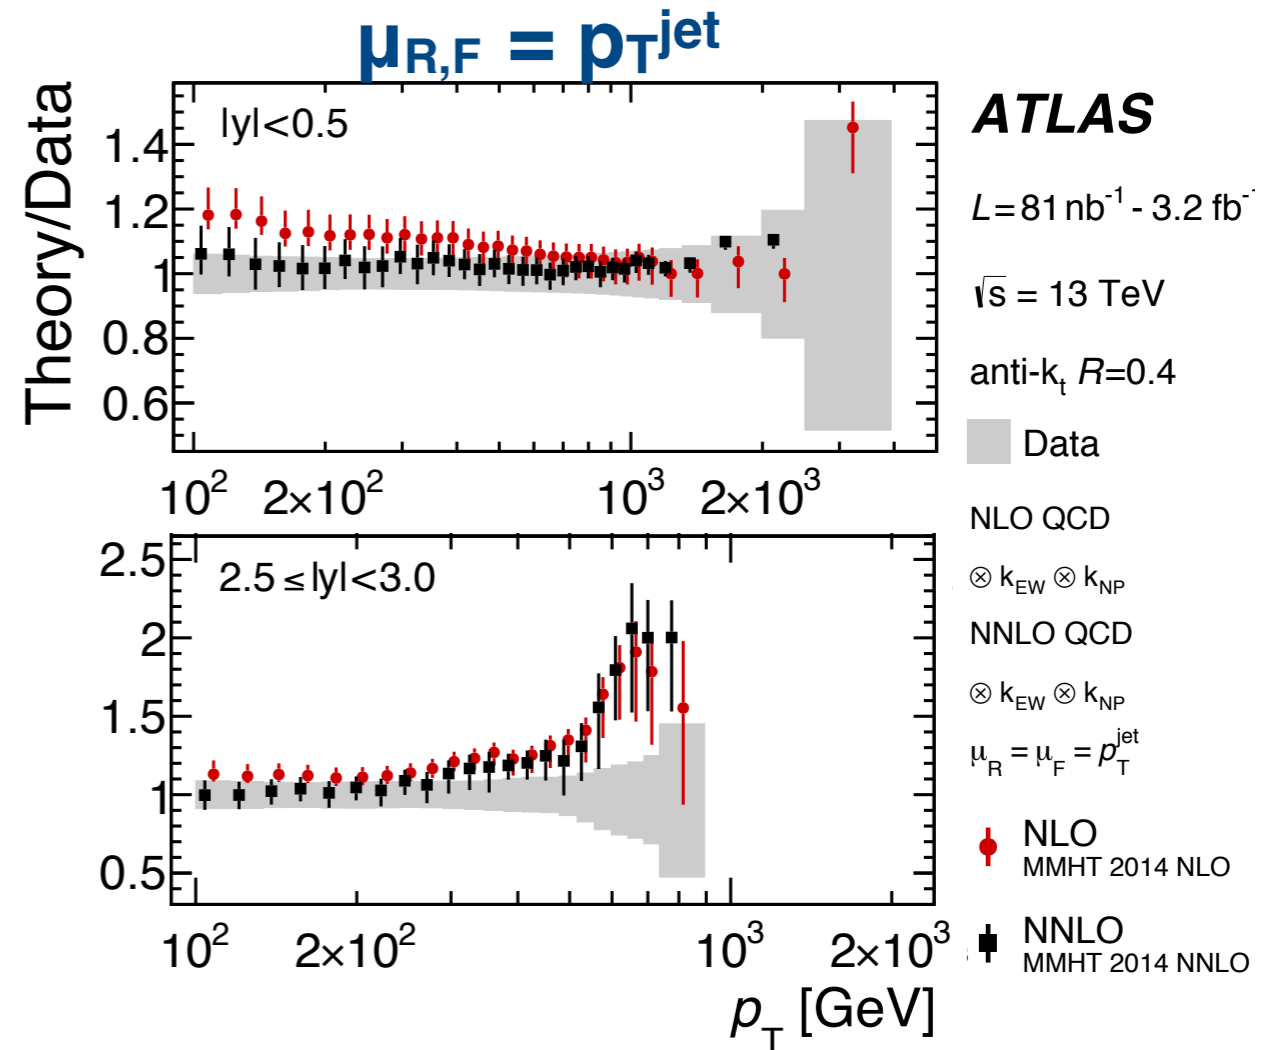 μR,F = pTjet
Theory/Data
|y|<0.5
1.4
1.2
1
0.8
0.6
10² 2×10² 10³ 2×10³
2.5 ≤ |y|<3.0
2.5
2
1.5
1
0.5
10² 2×10² 10³ 2×10³
pT [GeV]
ATLAS
L=81 nb⁻¹ - 3.2 fb⁻
√s = 13 TeV
anti-kt R=0.4
Data
NLO QCD
⊗ kEW ⊗ kNP
NNLO QCD
⊗ kEW ⊗ kNP
μR = μF = pTjet
NLO
MMHT 2014 NLO
NNLO
MMHT 2014 NNLO